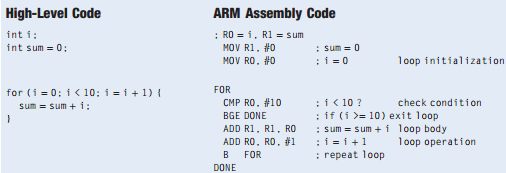 High-Level Code
int i;
int sum = 0;
for (i = 0; i < 10; i = i + 1) {
sum = sum + i;
}
ARM Assembly Code
; R0 = i, R1 = sum
MOV R1, #0 ; sum = 0
MOV R0, #0 ; i = 0 loop initialization
FOR
CMP R0, #10 ; i < 10 ? check condition
BGE DONE ; if (i >= 10) exit loop
ADD R1, R1, R0 ; sum = sum + i loop body
ADD R0, R0, #1 ; i = i + 1 loop operation
B FOR ; repeat loop
DONE